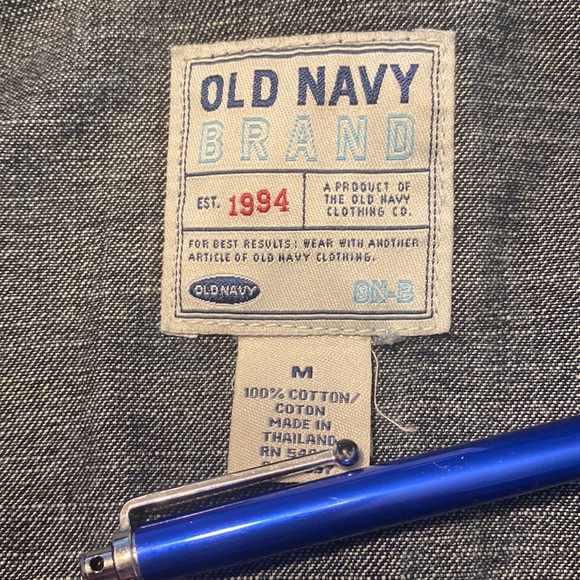 OLD NAVY
BRAND
EST. 1994
A PRODUCT OF
THE OLD NAVY
CLOTHING CO.
FOR BEST RESULTS: WEAR WITH ANOTHER
ARTICLE OF OLD NAVY CLOTHING.
OLD NAVY
M
100% COTTON/
COTON
MADE IN
THAILAND
RN